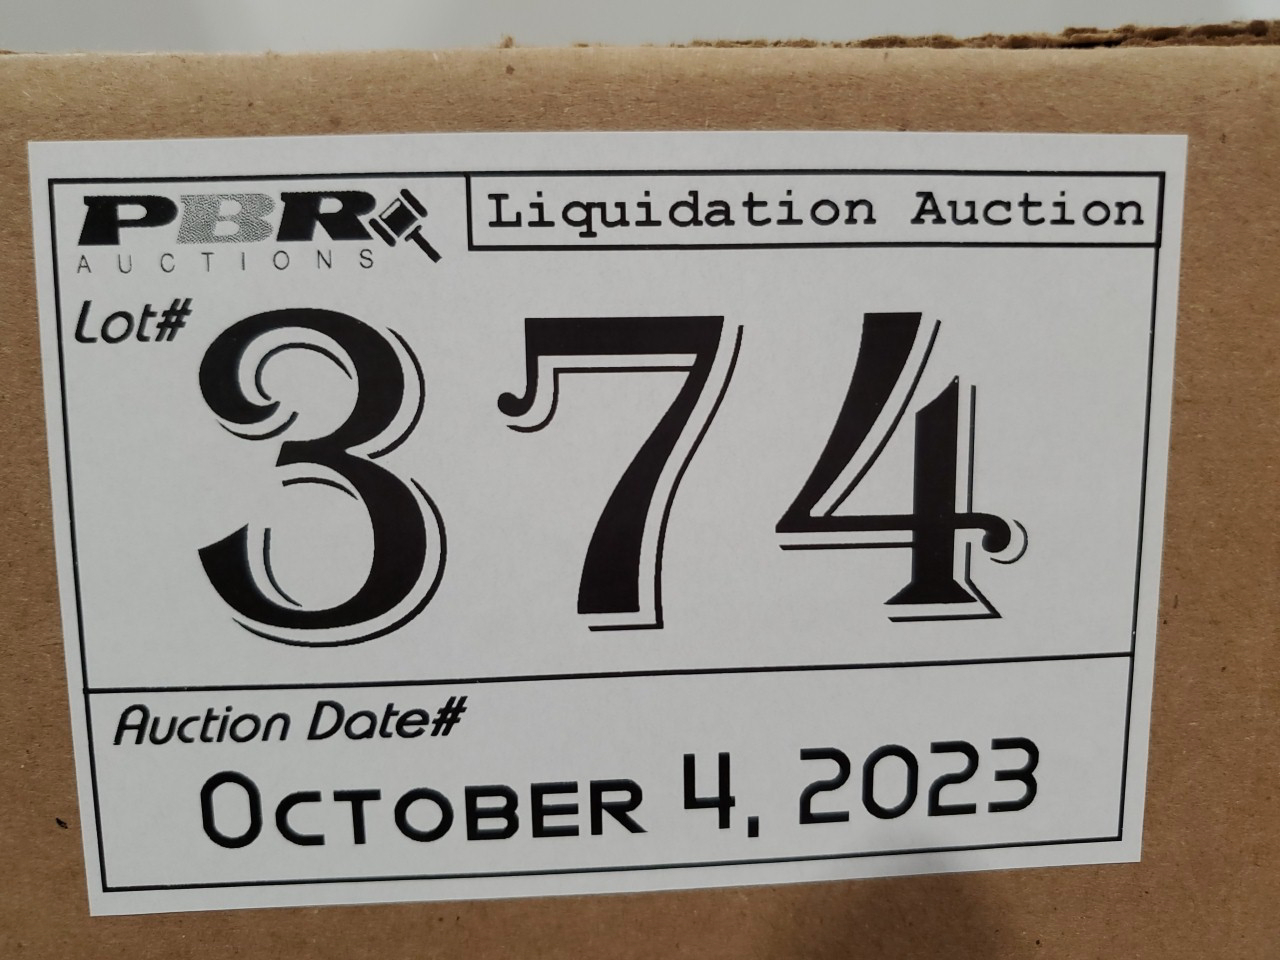 PBR
AUCTIONS
Liquidation Auction
Lot#
374
Auction Date#
OCTOBER 4, 2023